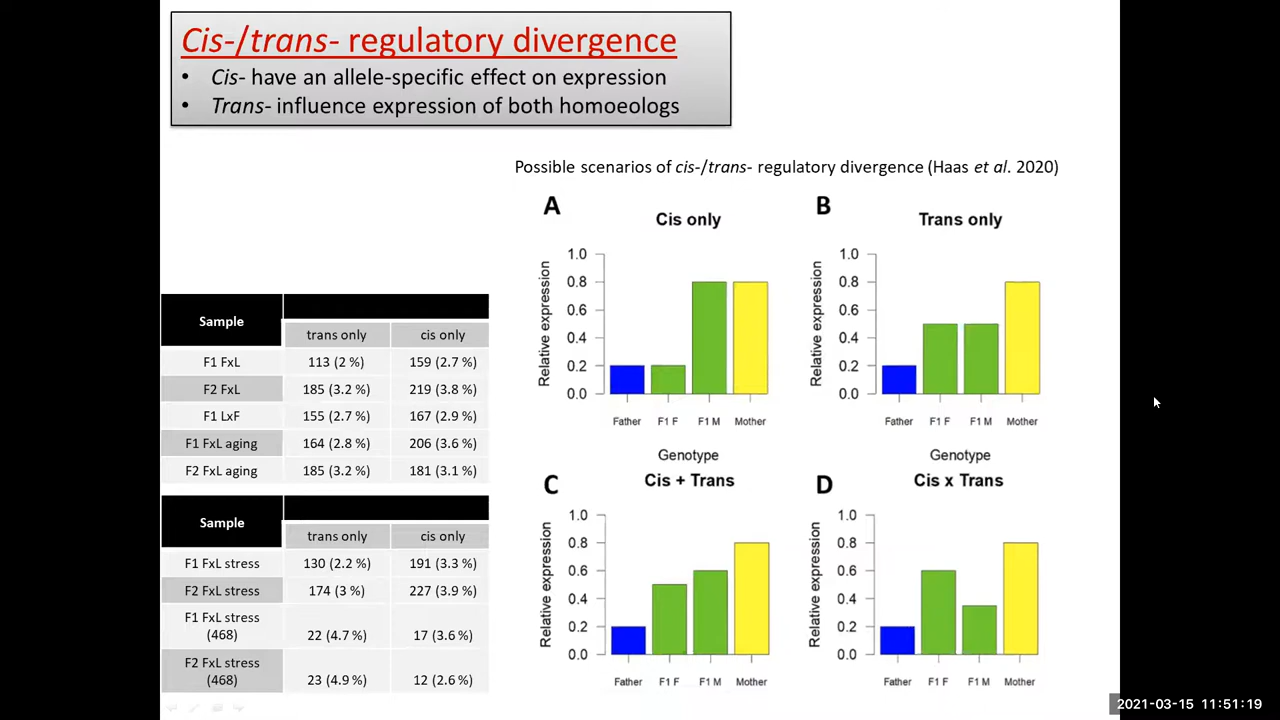 Cis-/trans- regulatory divergence
• Cis- have an allele-specific effect on expression
• Trans- influence expression of both homoeologs
Possible scenarios of cis-/trans- regulatory divergence (Haas et al. 2020)
Sample
trans only cis only
F1 FxL 113 (2 %) 159 (2.7 %)
F2 FxL 185 (3.2 %) 219 (3.8 %)
F1 LxF 155 (2.7 %) 167 (2.9 %)
F1 FxL aging 164 (2.8 %) 206 (3.6 %)
F2 FxL aging 185 (3.2 %) 181 (3.1 %)
Sample
trans only cis only
F1 FxL stress 130 (2.2 %) 191 (3.3 %)
F2 FxL stress 174 (3 %) 227 (3.9 %)
F1 FxL stress
(468) 22 (4.7 %) 17 (3.6 %)
F2 FxL stress
(468) 23 (4.9 %) 12 (2.6 %)
A
Cis only
Relative expression
1.0
0.8
0.6
0.4
0.2
0.0
Father F1 F F1 M Mother
Genotype
B
Trans only
Relative expression
1.0
0.8
0.6
0.4
0.2
0.0
Father F1 F F1 M Mother
Genotype
C
Cis + Trans
Relative expression
1.0
0.8
0.6
0.4
0.2
0.0
Father F1 F F1 M Mother
D
Cis x Trans
Relative expression
1.0
0.8
0.6
0.4
0.2
0.0
Father F1 F F1 M Mother
2021-03-15 11:51:19